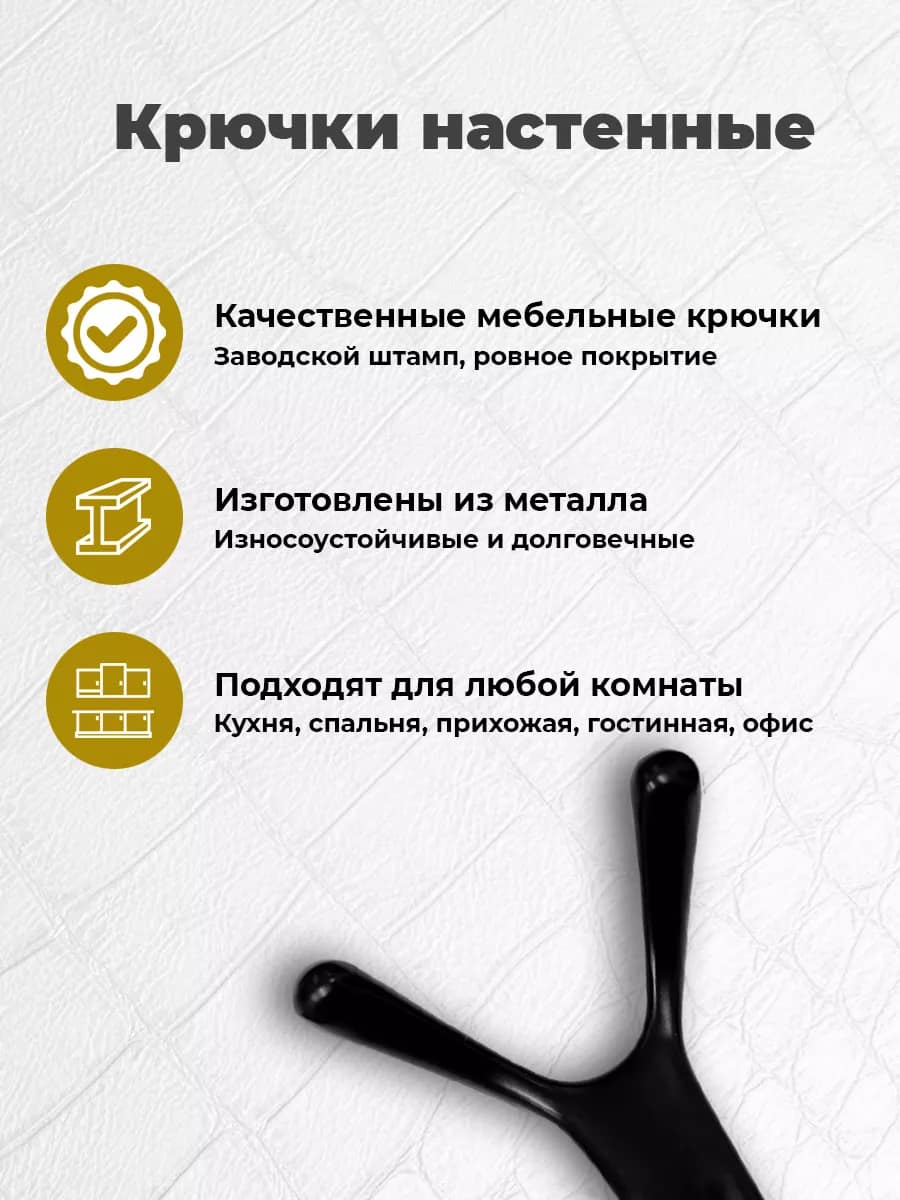 Крючки настенные
Качественные мебельные крючки
Заводской штамп, ровное покрытие
Изготовлены из металла
Износоустойчивые и долговечные
Подходят для любой комнаты
Кухня, спальня, прихожая, гостинная, офис